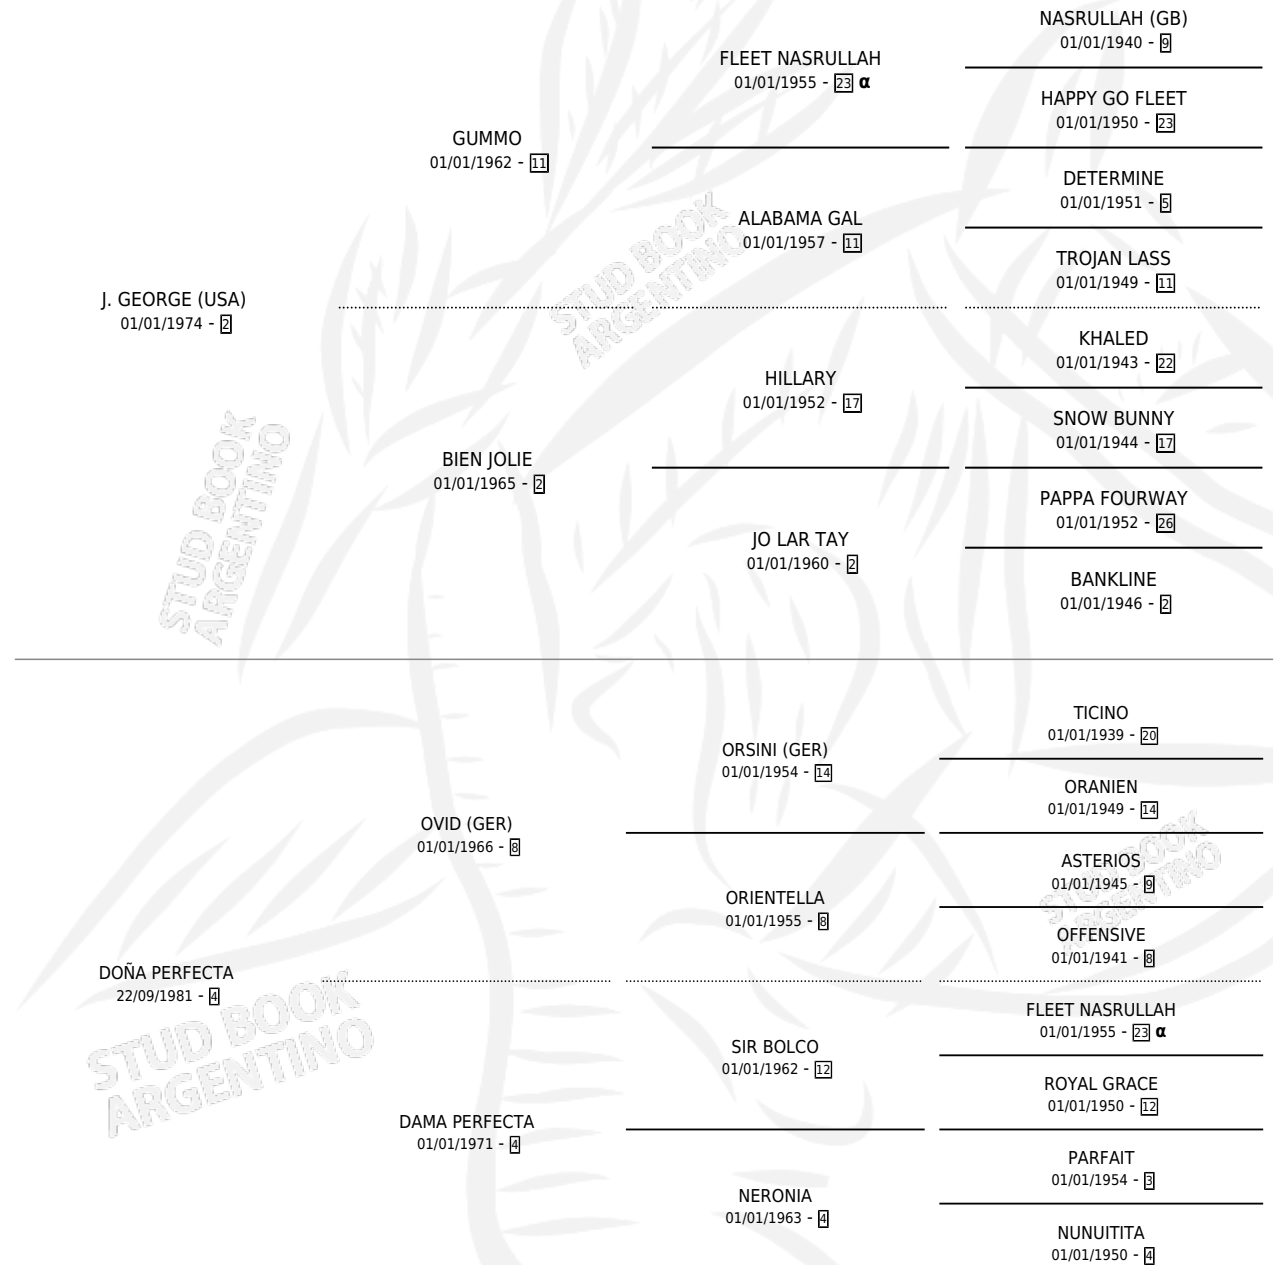 NASRULLAH (GB)
01/01/1940 - 9
FLEET NASRULLAH
01/01/1955 - 23 α
HAPPY GO FLEET
01/01/1950 - 23
GUMMO
01/01/1962 - 11
DETERMINE
01/01/1951 - 5
ALABAMA GAL
01/01/1957 - 11
TROJAN LASS
01/01/1949 - 11
J. GEORGE (USA)
01/01/1974 - 2
KHALED
01/01/1943 - 22
HILLARY
01/01/1952 - 17
SNOW BUNNY
01/01/1944 - 17
BIEN JOLIE
01/01/1965 - 2
PAPPA FOURWAY
01/01/1952 - 26
JO LAR TAY
01/01/1960 - 2
BANKLINE
01/01/1946 - 2
TICINO
01/01/1939 - 20
ORSINI (GER)
01/01/1954 - 14
ORANIEN
01/01/1949 - 14
OVID (GER)
01/01/1966 - 8
ASTERIOS
01/01/1945 - 9
ORIENTELLA
01/01/1955 - 8
OFFENSIVE
01/01/1941 - 8
DOÑA PERFECTA
22/09/1981 - 4
FLEET NASRULLAH
01/01/1955 - 23 α
SIR BOLCO
01/01/1962 - 12
ROYAL GRACE
01/01/1950 - 12
DAMA PERFECTA
01/01/1971 - 4
PARFAIT
01/01/1954 - 3
NERONIA
01/01/1963 - 4
NUNUITITA
01/01/1950 - 4
STUD BOOK
ARGENTINO
STUD BOOK
ARGENTINO
STUD BOOK
ARGENTINO
STUD BOOK
ARGENTINO